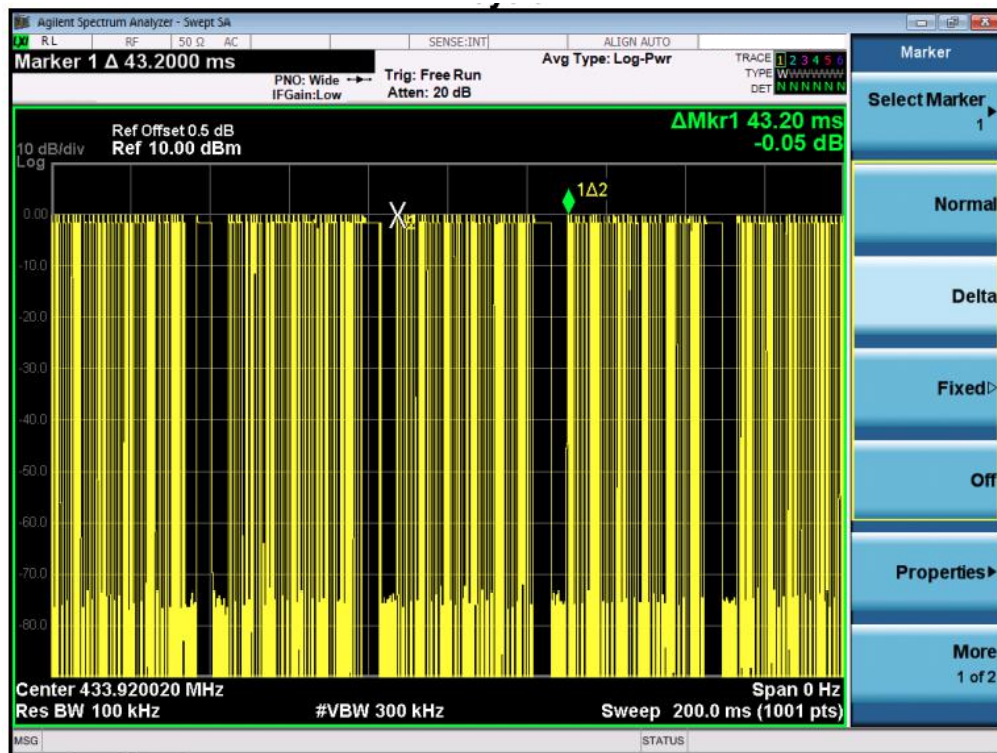 Agilent Spectrum Analyzer - Swept SA
LXI RL RF 50 Ω AC SENSE:INT ALIGN AUTO
Marker 1 Δ 43.2000 ms
PNO: Wide
IFGain:Low
Trig: Free Run
Atten: 20 dB
Avg Type: Log-Pwr
TRACE 1 2 3 4 5 6
TYPE W
DET N N N N N N
Ref Offset 0.5 dB
10 dB/div Ref 10.00 dBm
Log
ΔMkr1 43.20 ms
-0.05 dB
1Δ2
2
0.00
-10.0
-20.0
-30.0
-40.0
-50.0
-60.0
-70.0
-80.0
Center 433.920020 MHz
Span 0 Hz
Res BW 100 kHz
#VBW 300 kHz
Sweep 200.0 ms (1001 pts)
MSG
STATUS
Marker
Select Marker
1
Normal
Delta
Fixed
Off
Properties
More
1 of 2